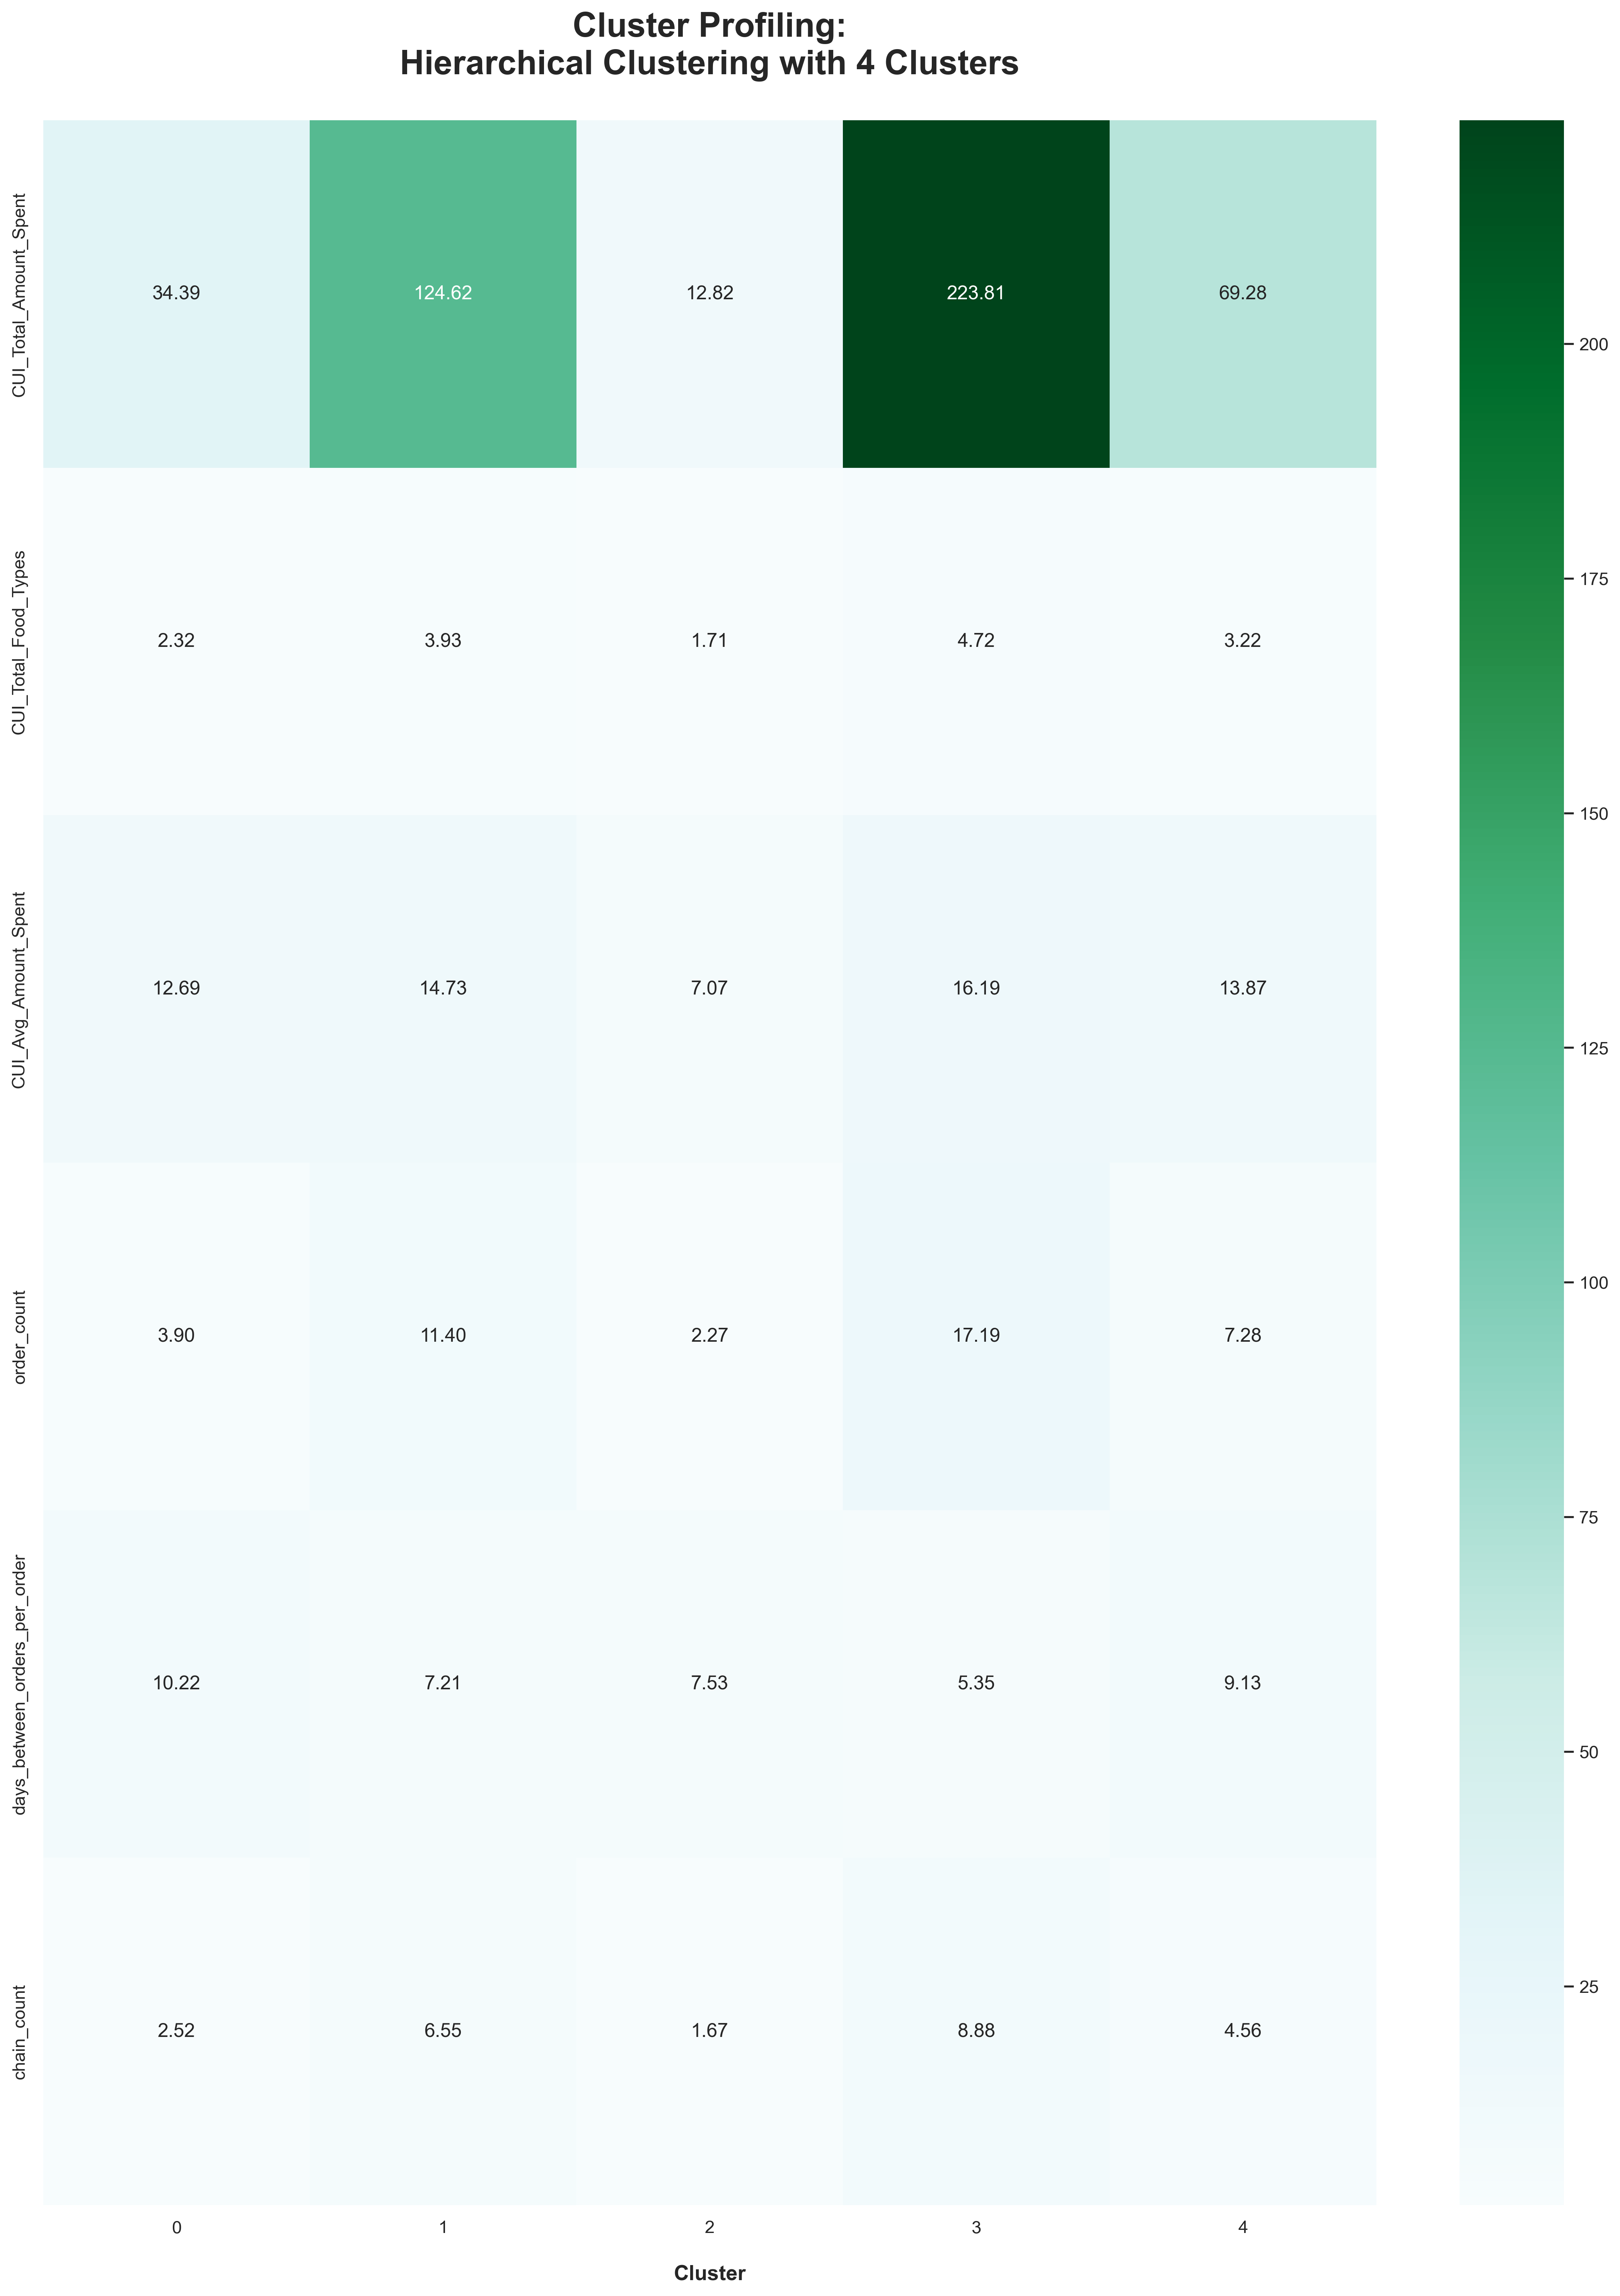 Cluster Profiling:
Hierarchical Clustering with 4 Clusters
CUI_Total_Amount_Spent
34.39 124.62 12.82 223.81 69.28
CUI_Total_Food_Types
2.32 3.93 1.71 4.72 3.22
CUI_Avg_Amount_Spent
12.69 14.73 7.07 16.19 13.87
order_count
3.90 11.40 2.27 17.19 7.28
days_between_orders_per_order
10.22 7.21 7.53 5.35 9.13
chain_count
2.52 6.55 1.67 8.88 4.56
0 1 2 3 4
Cluster
200
175
150
125
100
75
50
25